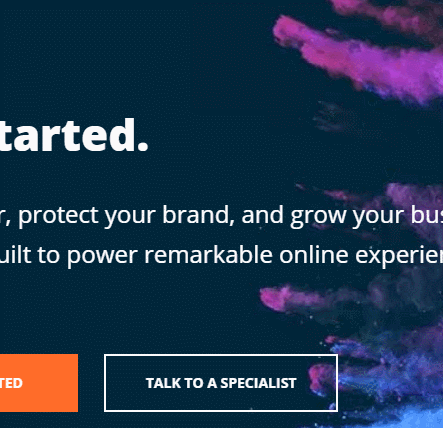 tarted.
r, protect your brand, and grow your bus
uilt to power remarkable online experien
TED
TALK TO A SPECIALIST